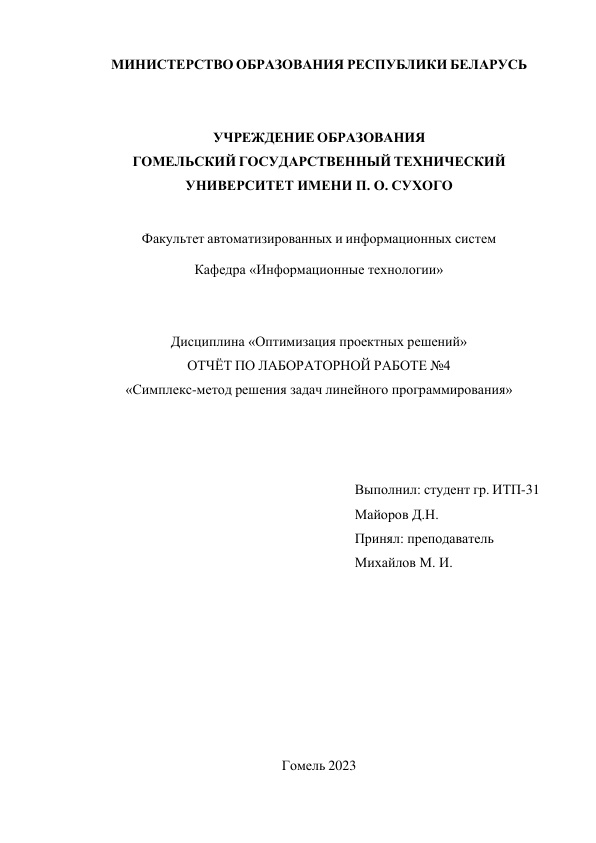 МИНИСТЕРСТВО ОБРАЗОВАНИЯ РЕСПУБЛИКИ БЕЛАРУСЬ
УЧРЕЖДЕНИЕ ОБРАЗОВАНИЯ
ГОМЕЛЬСКИЙ ГОСУДАРСТВЕННЫЙ ТЕХНИЧЕСКИЙ
УНИВЕРСИТЕТ ИМЕНИ П. О. СУХОГО
Факультет автоматизированных и информационных систем
Кафедра «Информационные технологии»
Дисциплина «Оптимизация проектных решений»
ОТЧЁТ ПО ЛАБОРАТОРНОЙ РАБОТЕ №4
«Симплекс-метод решения задач линейного программирования»
Выполнил: студент гр. ИТП-31
Майоров Д.Н.
Принял: преподаватель
Михайлов М. И.
Гомель 2023